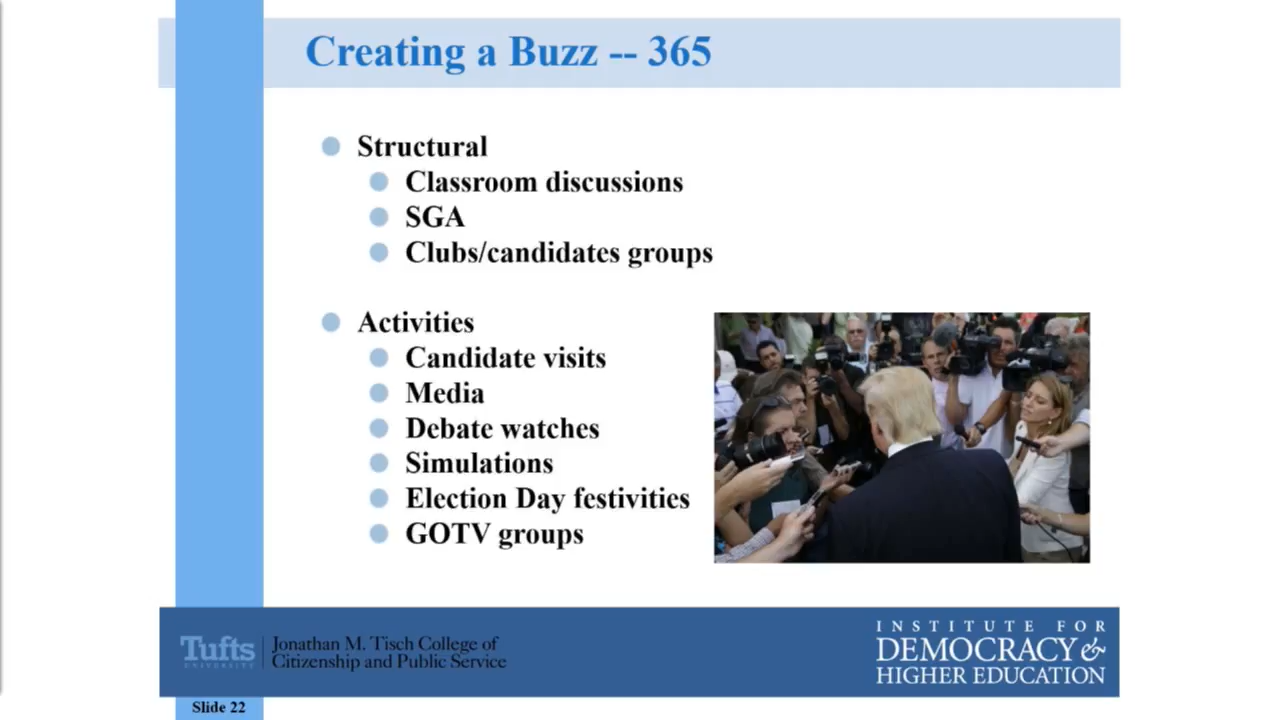 Creating a Buzz -- 365
Structural
Classroom discussions
SGA
Clubs/candidates groups
Activities
Candidate visits
Media
Debate watches
Simulations
Election Day festivities
GOTV groups
Tufts
UNIVERSITY
Jonathan M. Tisch College of
Citizenship and Public Service
INSTITUTE FOR
DEMOCRACY &
HIGHER EDUCATION
Slide 22